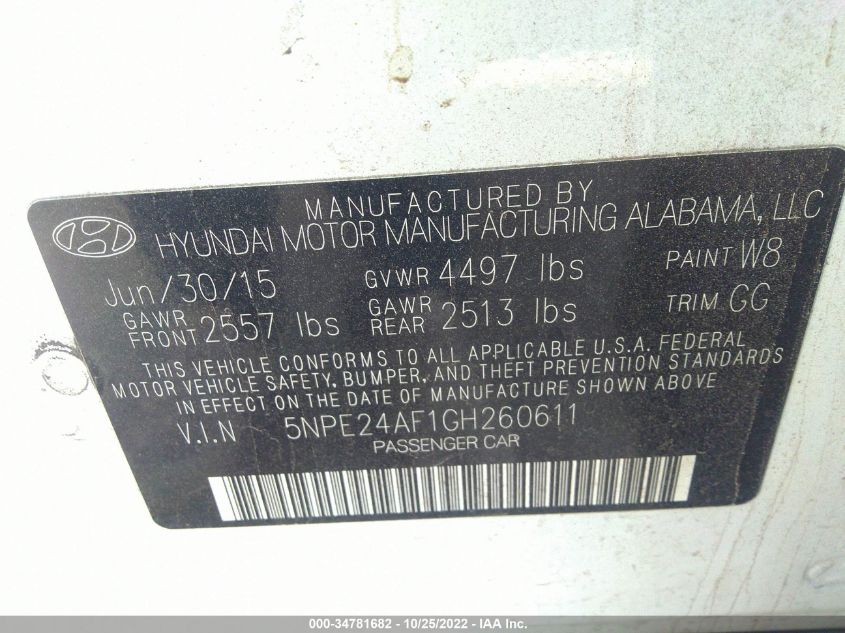 MANUFACTURED BY
HYUNDAI MOTOR MANUFACTURING ALABAMA, LLC
Jun/30/15 GVWR 4497 lbs PAINT W8
GAWR FRONT 2557 lbs GAWR REAR 2513 lbs TRIM GG
THIS VEHICLE CONFORMS TO ALL APPLICABLE U.S.A. FEDERAL
MOTOR VEHICLE SAFETY, BUMPER, AND THEFT PREVENTION STANDARDS
IN EFFECT ON THE DATE OF MANUFACTURE SHOWN ABOVE
V.I.N 5NPE24AF1GH260611
PASSENGER CAR
000-34781682 - 10/25/2022 - IAA Inc.